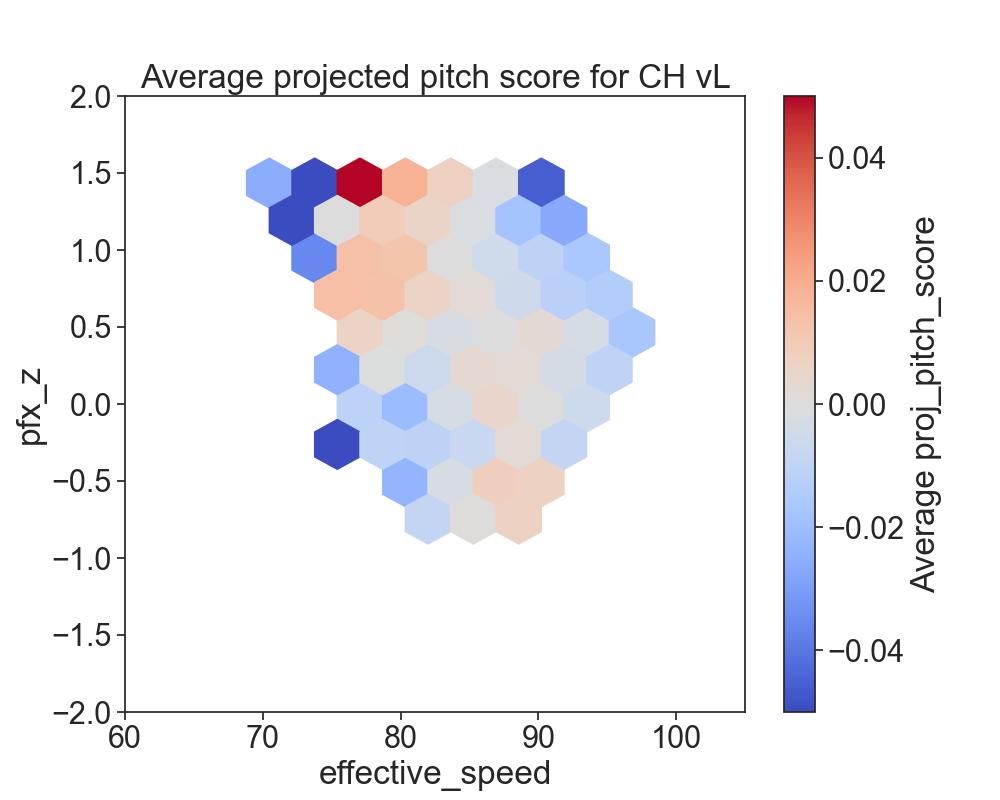 Average projected pitch score for CH vL
2.0
1.5
1.0
0.5
0.0
−0.5
−1.0
−1.5
−2.0
pfx_z
60 70 80 90 100
effective_speed
0.04
0.02
0.00
−0.02
−0.04
Average proj_pitch_score